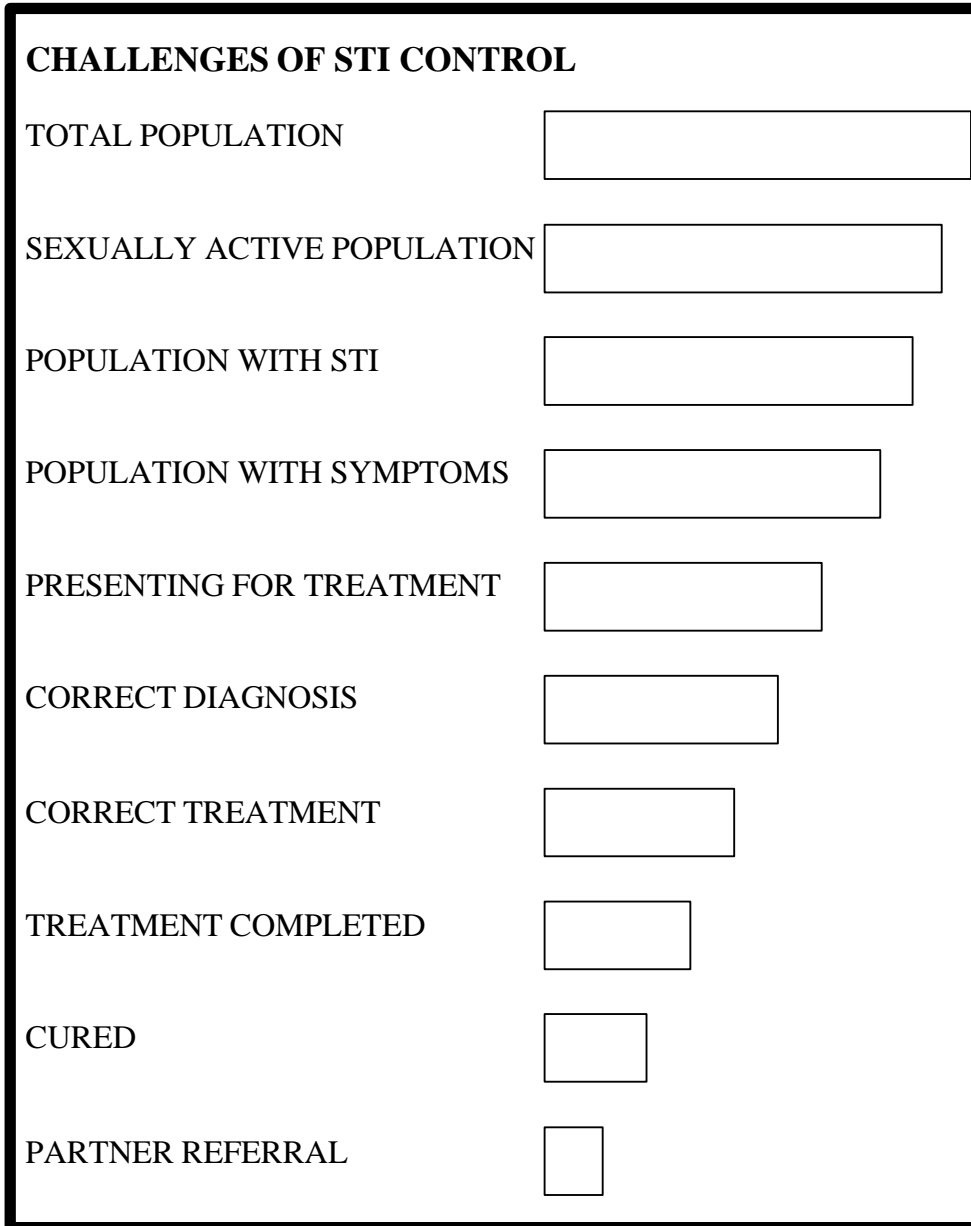 CHALLENGES OF STI CONTROL
TOTAL POPULATION
SEXUALLY ACTIVE POPULATION
POPULATION WITH STI
POPULATION WITH SYMPTOMS
PRESENTING FOR TREATMENT
CORRECT DIAGNOSIS
CORRECT TREATMENT
TREATMENT COMPLETED
CURED
PARTNER REFERRAL